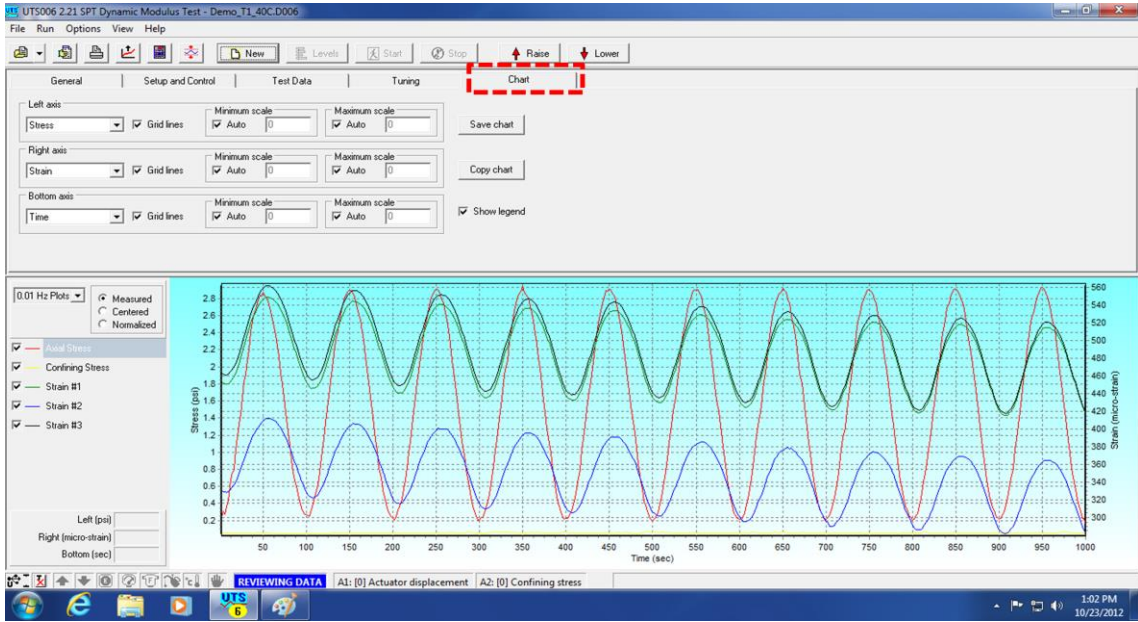 UTS006 2.21 SPT Dynamic Modulus Test - Demo_T1_40C.D006
File Run Options View Help
New Levels Start Stop Raise Lower
General Setup and Control Test Data Tuning Chart
Left axis
Stress Grid lines Minimum scale Auto 0 Maximum scale Auto 0 Save chart
Right axis
Strain Grid lines Minimum scale Auto 0 Maximum scale Auto 0 Copy chart
Bottom axis
Time Grid lines Minimum scale Auto 0 Maximum scale Auto 0 Show legend
0.01 Hz Plots
Measured
Centered
Normalized
Axial Stress
Confining Stress
Strain #1
Strain #2
Strain #3
Left (psi)
Right (micro-strain)
Bottom (sec)
Stress (psi)
2.8
2.6
2.4
2.2
2
1.8
1.6
1.4
1.2
1
0.8
0.6
0.4
0.2
560
540
520
500
480
460
440
420
400
380
360
340
320
300
Strain (micro-strain)
50 100 150 200 250 300 350 400 450 500 550 600 650 700 750 800 850 900 950 1000
Time (sec)
REVIEWING DATA A1: [0] Actuator displacement A2: [0] Confining stress
UTS
6
1:02 PM
10/23/2012